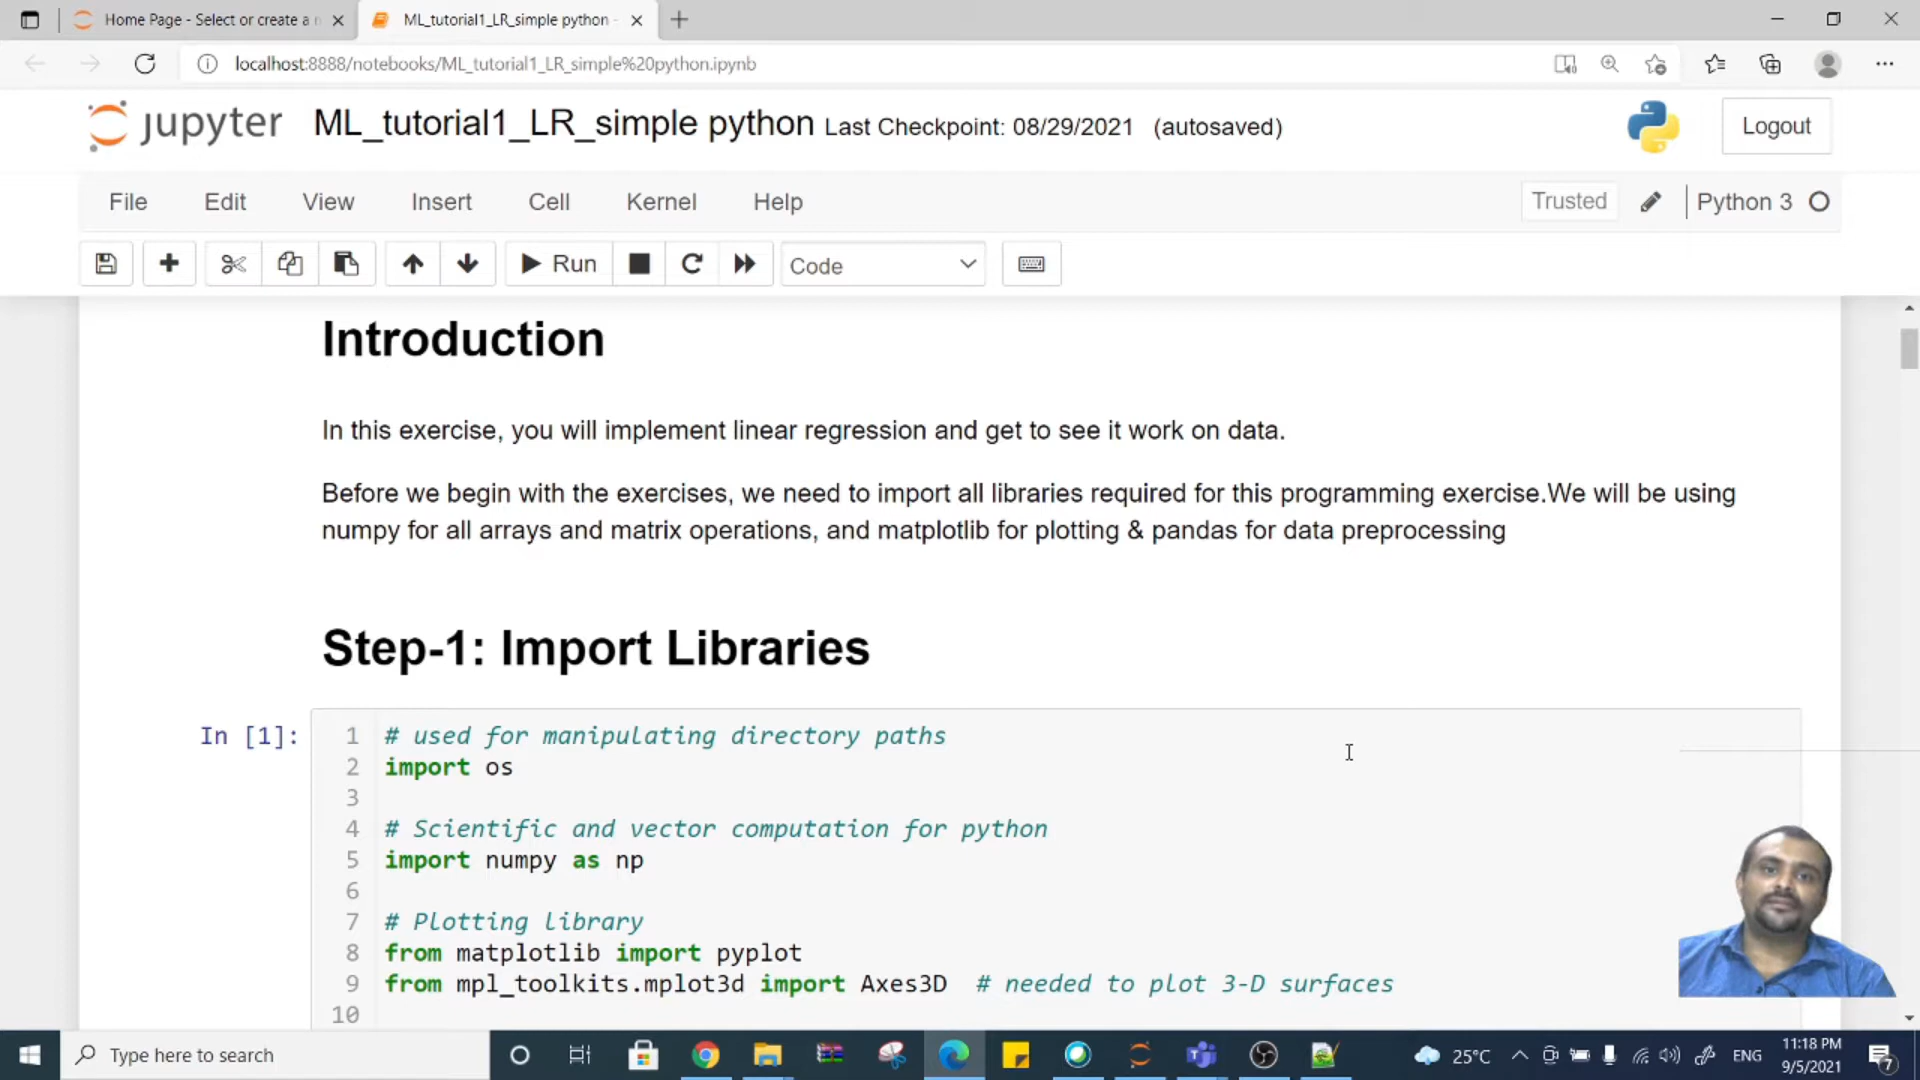 Home Page - Select or create a n
ML_tutorial1_LR_simple python -
localhost:8888/notebooks/ML_tutorial1_LR_simple%20python.ipynb
jupyter ML_tutorial1_LR_simple python Last Checkpoint: 08/29/2021 (autosaved)
Logout
File Edit View Insert Cell Kernel Help
Trusted
Python 3
Run
Code
Introduction
In this exercise, you will implement linear regression and get to see it work on data.
Before we begin with the exercises, we need to import all libraries required for this programming exercise.We will be using
numpy for all arrays and matrix operations, and matplotlib for plotting & pandas for data preprocessing
Step-1: Import Libraries
In [1]:
1 # used for manipulating directory paths
2 import os
3
4 # Scientific and vector computation for python
5 import numpy as np
6
7 # Plotting library
8 from matplotlib import pyplot
9 from mpl_toolkits.mplot3d import Axes3D # needed to plot 3-D surfaces
10
Type here to search
25°C
ENG
11:18 PM
9/5/2021
7